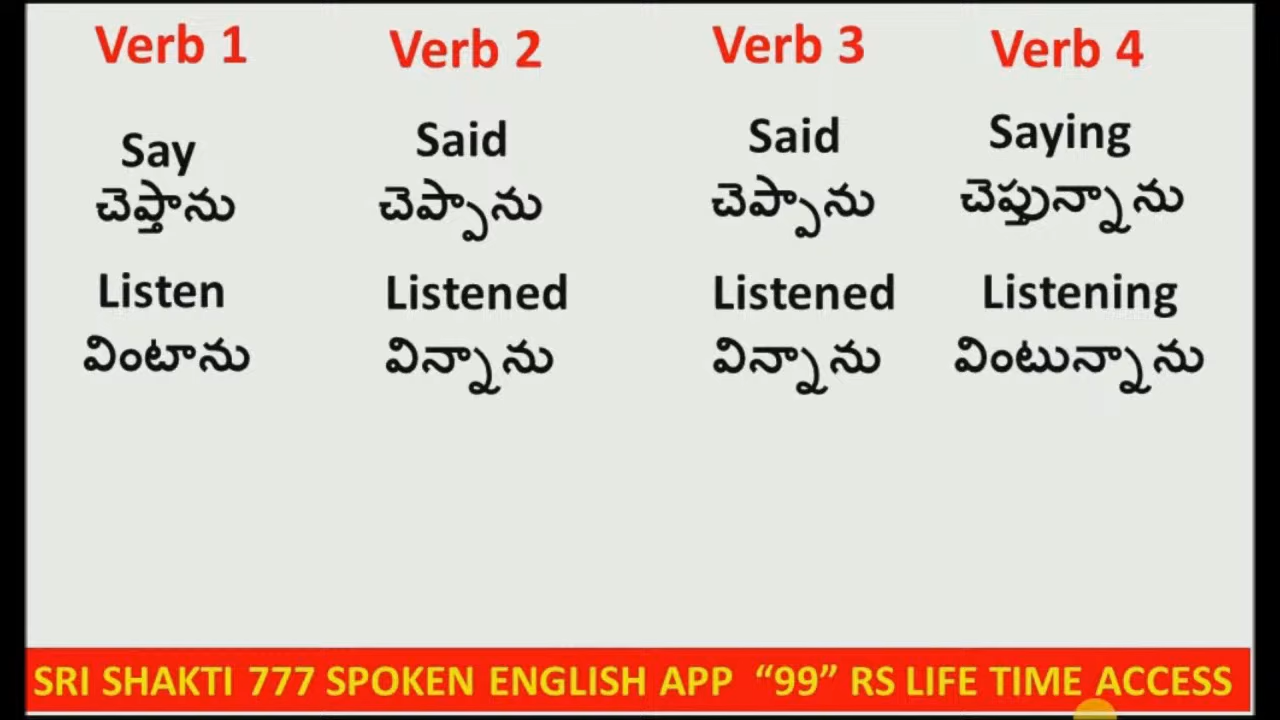 Verb 1 Verb 2 Verb 3 Verb 4
Say Said Said Saying
చెప్తాను చెప్పాను చెప్పాను చెప్తున్నాను
Listen Listened Listened Listening
వింటాను విన్నాను విన్నాను వింటున్నాను
SRI SHAKTI 777 SPOKEN ENGLISH APP “99” RS LIFE TIME ACCESS